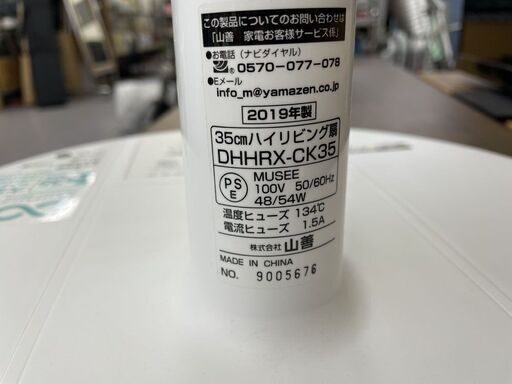 この製品についてのお問い合わせは
「山善 家電お客様サービス係」
●お電話(ナビダイヤル)
0570-077-078
●Eメール
info_m@yamazen.co.jp
2019年製
35cmハイリビング扇
DHHRX-CK35
PS
E
MUSEE
100V 50/60Hz
48/54W
温度ヒューズ 134℃
電流ヒューズ 1.5A
株式会社 山善
MADE IN CHINA
NO. 9005676